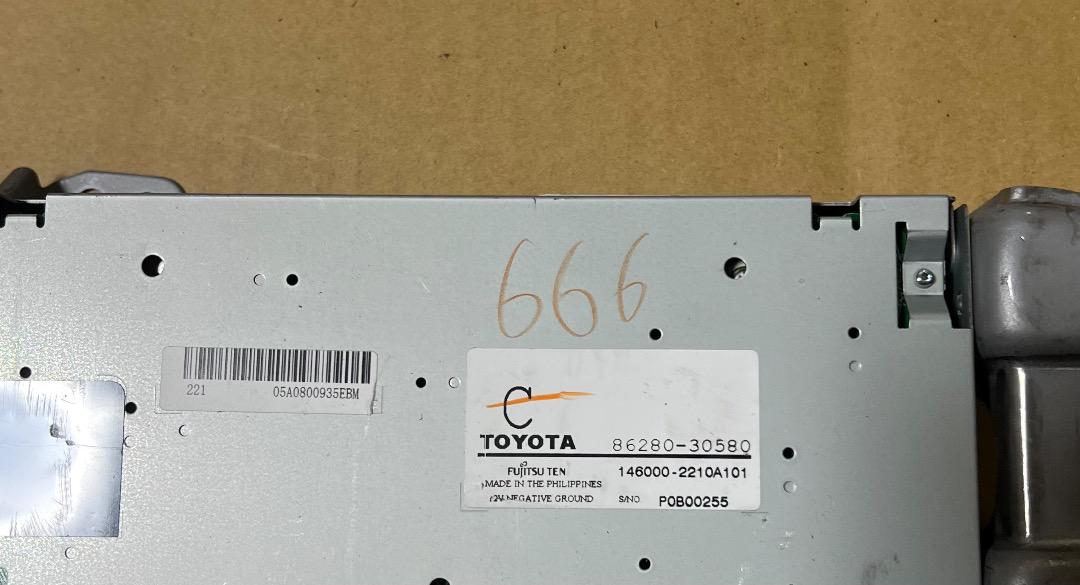 666
221 05A0800935EBM
C
TOYOTA 86280-30580
FUJITSU TEN 146000-2210A101
MADE IN THE PHILIPPINES
NEGATIVE GROUND S/NO P0B00255